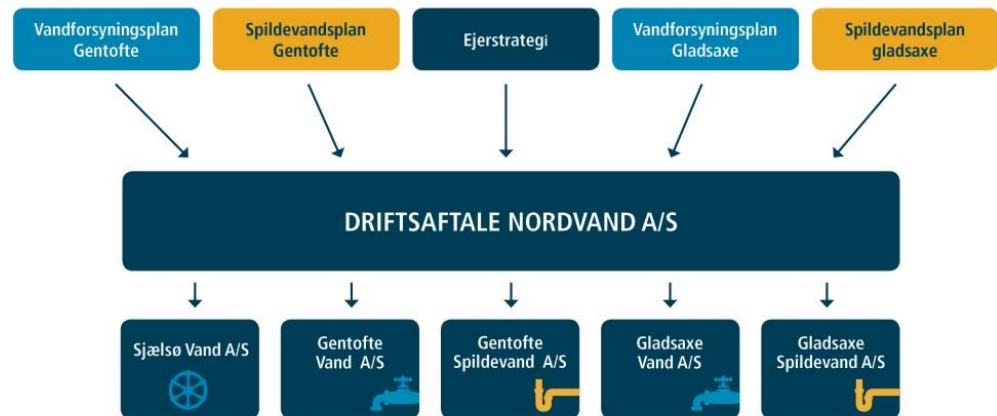 Vandforsyningsplan
Gentofte
Spildevandsplan
Gentofte
Ejerstrategi
Vandforsyningsplan
Gladsaxe
Spildevandsplan
gladsaxe
DRIFTSAFTALE NORDVAND A/S
Sjælsø Vand A/S
Gentofte
Vand A/S
Gentofte
Spildevand A/S
Gladsaxe
Vand A/S
Gladsaxe
Spildevand A/S